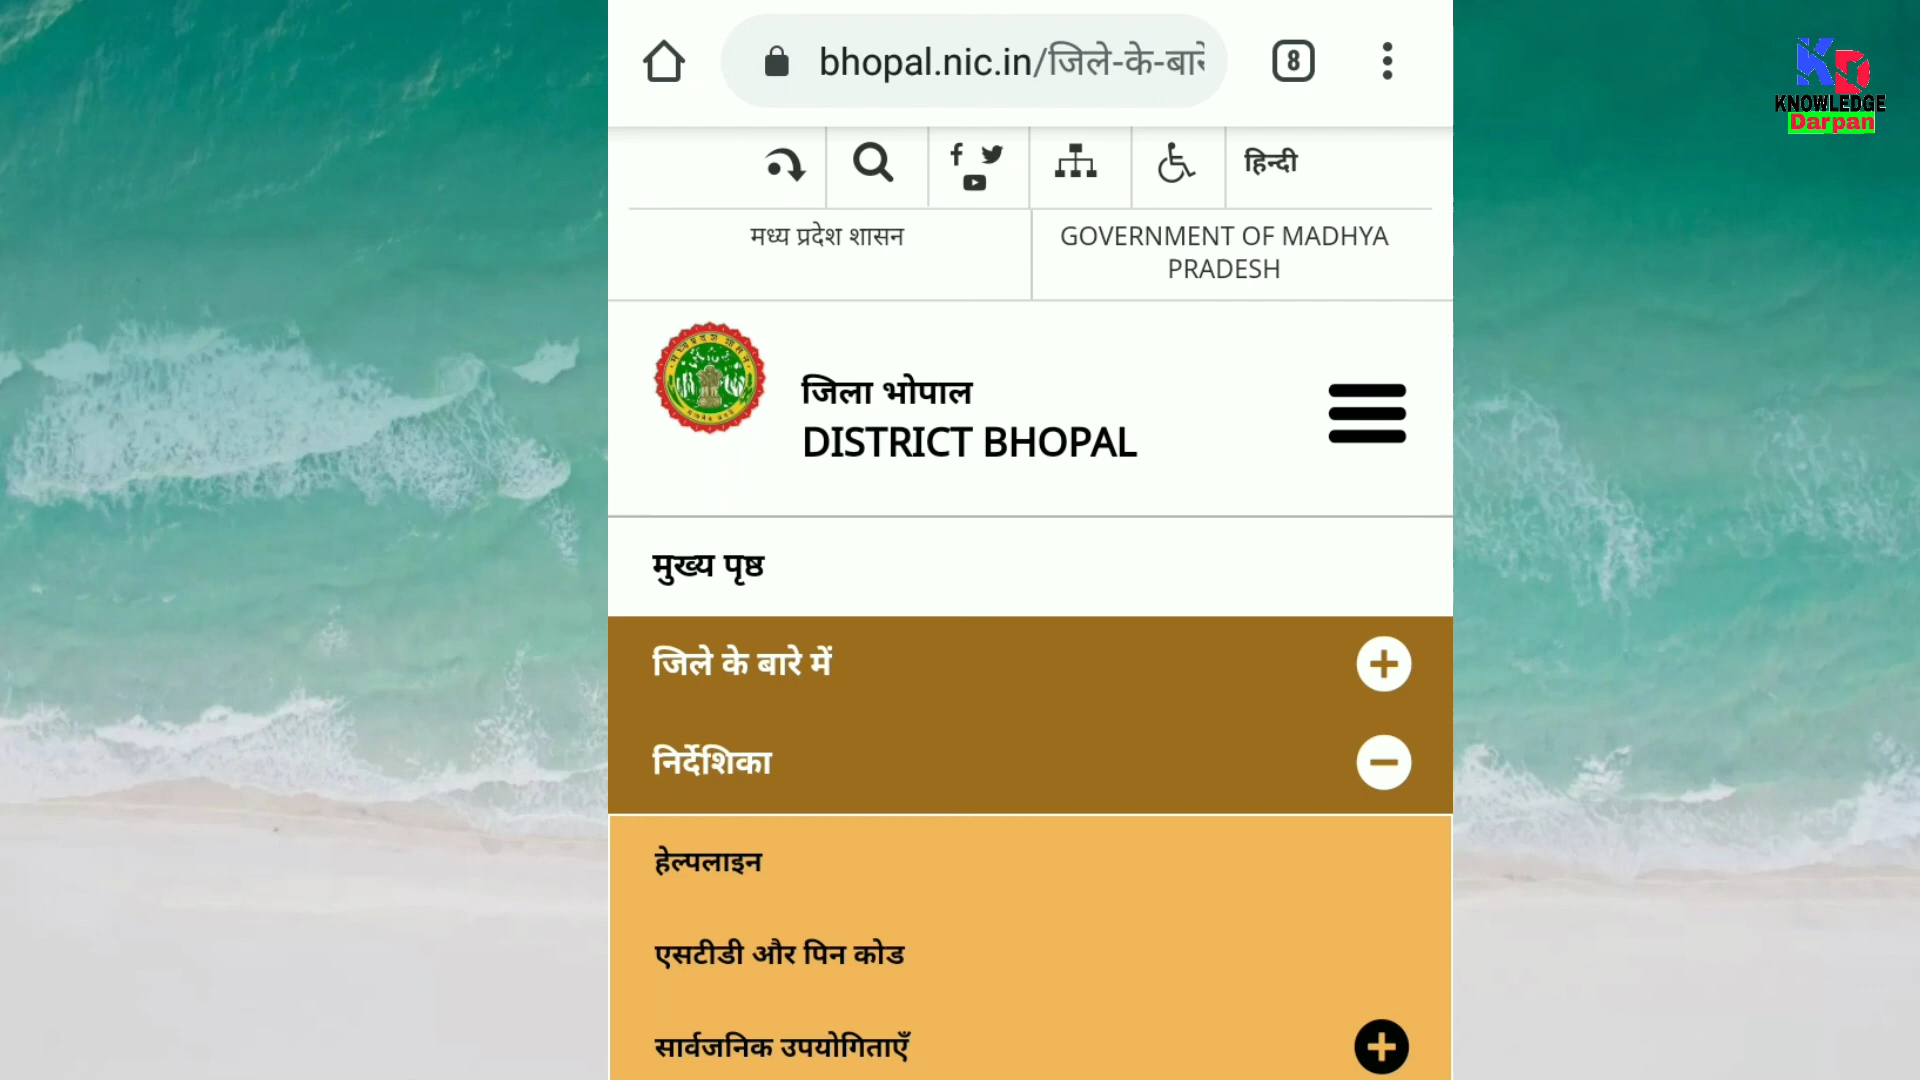 bhopal.nic.in/जिले-के-बारे
8
KNOWLEDGE
Darpan
हिन्दी
मध्य प्रदेश शासन
GOVERNMENT OF MADHYA
PRADESH
जिला भोपाल
DISTRICT BHOPAL
मुख्य पृष्ठ
जिले के बारे में
निर्देशिका
हेल्पलाइन
एसटीडी और पिन कोड
सार्वजनिक उपयोगिताएँ